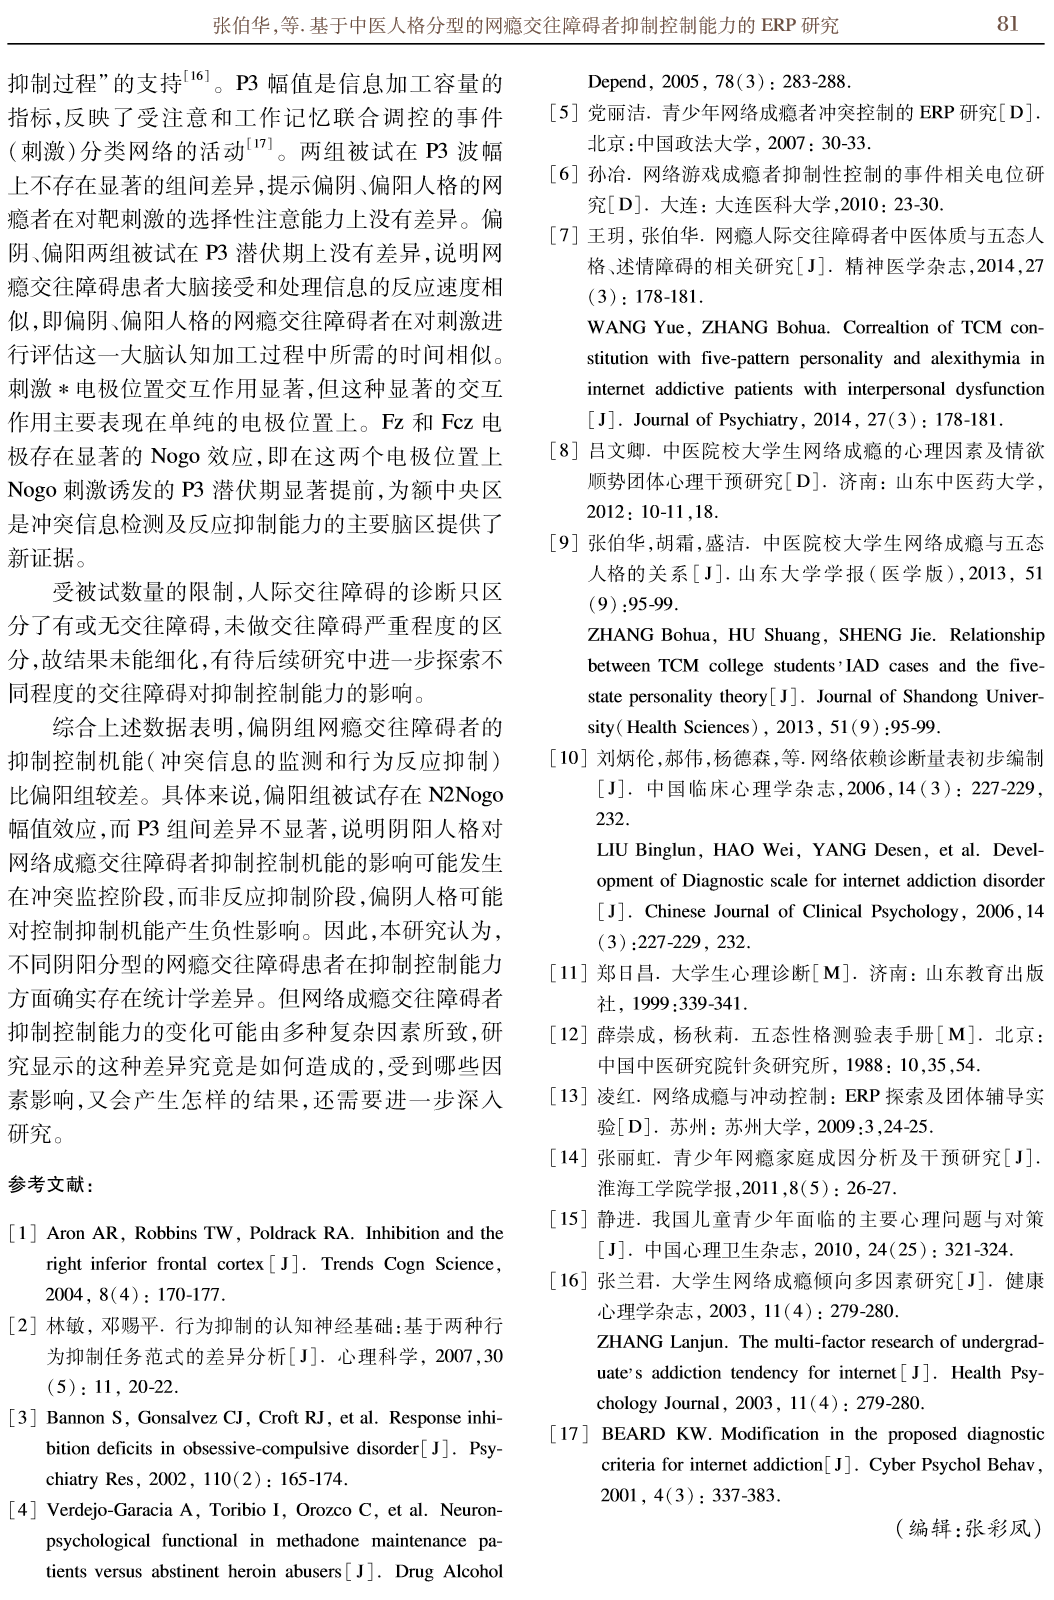 张伯华,等.基于中医人格分型的网瘾交往障碍者抑制控制能力的 ERP 研究 81
抑制过程”的支持[16]。P3 幅值是信息加工容量的
指标,反映了受注意和工作记忆联合调控的事件
(刺激)分类网络的活动[17]。两组被试在 P3 波幅
上不存在显著的组间差异,提示偏阴、偏阳人格的网
瘾者在对靶刺激的选择性注意能力上没有差异。偏
阴、偏阳两组被试在 P3 潜伏期上没有差异,说明网
瘾交往障碍患者大脑接受和处理信息的反应速度相
似,即偏阴、偏阳人格的网瘾交往障碍者在对刺激进
行评估这一大脑认知加工过程中所需的时间相似。
刺激 * 电极位置交互作用显著,但这种显著的交互
作用主要表现在单纯的电极位置上。Fz 和 Fcz 电
极存在显著的 Nogo 效应,即在这两个电极位置上
Nogo 刺激诱发的 P3 潜伏期显著提前,为额中央区
是冲突信息检测及反应抑制能力的主要脑区提供了
新证据。
受被试数量的限制,人际交往障碍的诊断只区
分了有或无交往障碍,未做交往障碍严重程度的区
分,故结果未能细化,有待后续研究中进一步探索不
同程度的交往障碍对抑制控制能力的影响。
综合上述数据表明,偏阴组网瘾交往障碍者的
抑制控制机能(冲突信息的监测和行为反应抑制)
比偏阳组较差。具体来说,偏阳组被试存在 N2Nogo
幅值效应,而 P3 组间差异不显著,说明阴阳人格对
网络成瘾交往障碍者抑制控制机能的影响可能发生
在冲突监控阶段,而非反应抑制阶段,偏阴人格可能
对控制抑制机能产生负性影响。因此,本研究认为,
不同阴阳分型的网瘾交往障碍患者在抑制控制能力
方面确实存在统计学差异。但网络成瘾交往障碍者
抑制控制能力的变化可能由多种复杂因素所致,研
究显示的这种差异究竟是如何造成的,受到哪些因
素影响,又会产生怎样的结果,还需要进一步深入
研究。
参考文献:
[1] Aron AR, Robbins TW, Poldrack RA. Inhibition and the
right inferior frontal cortex[J]. Trends Cogn Science,
2004, 8(4): 170-177.
[2] 林敏, 邓赐平. 行为抑制的认知神经基础:基于两种行
为抑制任务范式的差异分析[J]. 心理科学, 2007,30
(5): 11, 20-22.
[3] Bannon S, Gonsalvez CJ, Croft RJ, et al. Response inhi-
bition deficits in obsessive-compulsive disorder[J]. Psy-
chiatry Res, 2002, 110(2): 165-174.
[4] Verdejo-Garacia A, Toribio I, Orozco C, et al. Neuron-
psychological functional in methadone maintenance pa-
tients versus abstinent heroin abusers[J]. Drug Alcohol
Depend, 2005, 78(3): 283-288.
[5] 党丽洁. 青少年网络成瘾者冲突控制的 ERP 研究[D].
北京:中国政法大学, 2007: 30-33.
[6] 孙冶. 网络游戏成瘾者抑制性控制的事件相关电位研
究[D]. 大连: 大连医科大学,2010: 23-30.
[7] 王玥, 张伯华. 网瘾人际交往障碍者中医体质与五态人
格、述情障碍的相关研究[J]. 精神医学杂志,2014,27
(3): 178-181.
WANG Yue, ZHANG Bohua. Correaltion of TCM con-
stitution with five-pattern personality and alexithymia in
internet addictive patients with interpersonal dysfunction
[J]. Journal of Psychiatry, 2014, 27(3): 178-181.
[8] 吕文卿. 中医院校大学生网络成瘾的心理因素及情欲
顺势团体心理干预研究[D]. 济南: 山东中医药大学,
2012: 10-11,18.
[9] 张伯华,胡霜,盛洁. 中医院校大学生网络成瘾与五态
人格的关系[J].山东大学学报(医学版),2013, 51
(9):95-99.
ZHANG Bohua, HU Shuang, SHENG Jie. Relationship
between TCM college students’IAD cases and the five-
state personality theory[J]. Journal of Shandong Univer-
sity(Health Sciences), 2013, 51(9):95-99.
[10] 刘炳伦,郝伟,杨德森,等.网络依赖诊断量表初步编制
[J]. 中国临床心理学杂志,2006,14(3): 227-229,
232.
LIU Binglun, HAO Wei, YANG Desen, et al. Devel-
opment of Diagnostic scale for internet addiction disorder
[J]. Chinese Journal of Clinical Psychology, 2006,14
(3):227-229, 232.
[11] 郑日昌. 大学生心理诊断[M]. 济南: 山东教育出版
社, 1999:339-341.
[12] 薛崇成, 杨秋莉. 五态性格测验表手册[M]. 北京:
中国中医研究院针灸研究所, 1988: 10,35,54.
[13] 凌红. 网络成瘾与冲动控制: ERP 探索及团体辅导实
验[D]. 苏州: 苏州大学, 2009:3,24-25.
[14] 张丽虹. 青少年网瘾家庭成因分析及干预研究[J].
淮海工学院学报,2011,8(5): 26-27.
[15] 静进. 我国儿童青少年面临的主要心理问题与对策
[J]. 中国心理卫生杂志, 2010, 24(25): 321-324.
[16] 张兰君. 大学生网络成瘾倾向多因素研究[J]. 健康
心理学杂志, 2003, 11(4): 279-280.
ZHANG Lanjun. The multi-factor research of undergrad-
uate’s addiction tendency for internet[J]. Health Psy-
chology Journal, 2003, 11(4): 279-280.
[17] BEARD KW. Modification in the proposed diagnostic
criteria for internet addiction[J]. Cyber Psychol Behav,
2001, 4(3): 337-383.
(编辑:张彩凤)